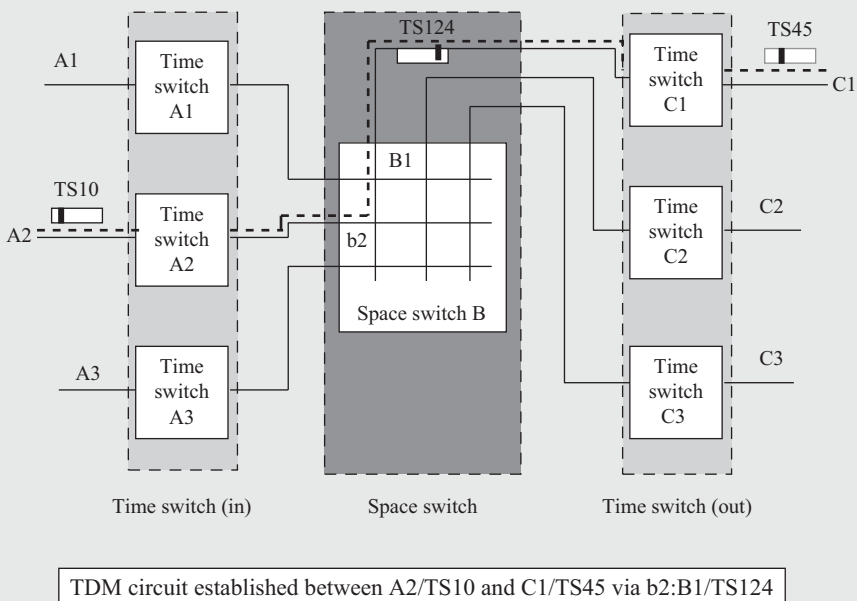 TS124
TS45
A1
Time
switch
A1
Time
switch
C1
C1
B1
TS10
A2
Time
switch
A2
b2
C2
Time
switch
C2
Space switch B
A3
Time
switch
A3
C3
Time
switch
C3
Time switch (in)
Space switch
Time switch (out)
TDM circuit established between A2/TS10 and C1/TS45 via b2:B1/TS124